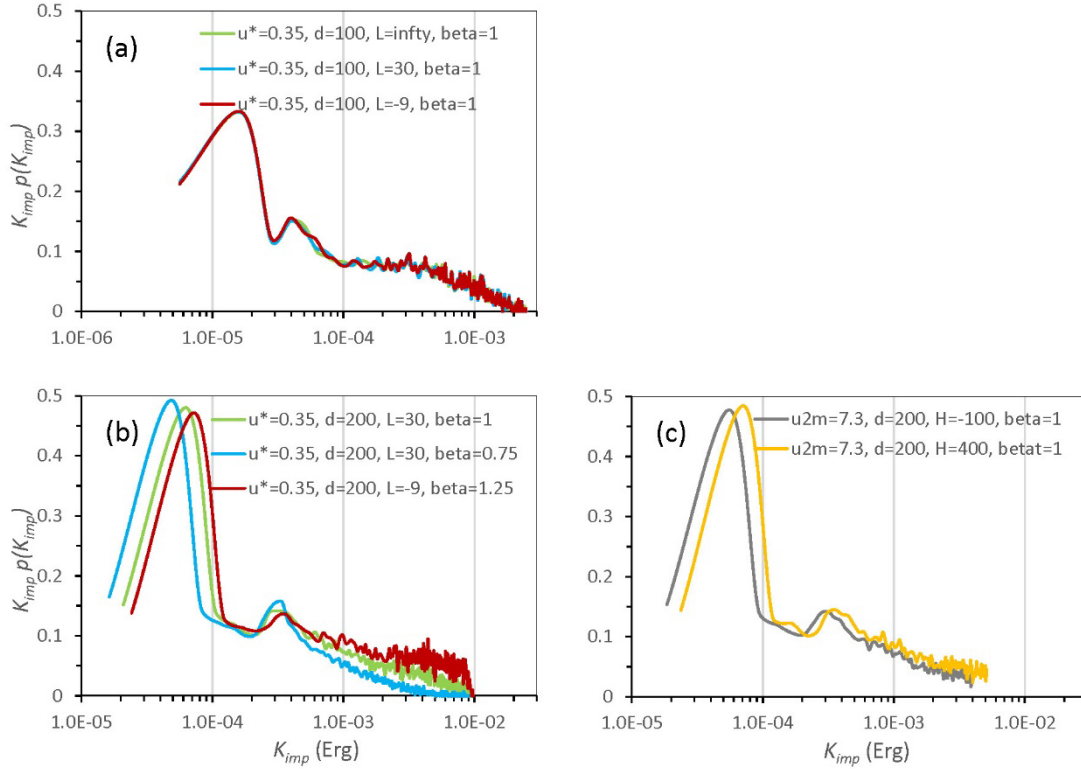 (a)
u*=0.35, d=100, L=infty, beta=1
u*=0.35, d=100, L=30, beta=1
u*=0.35, d=100, L=-9, beta=1
K_imp p(K_imp)
0.5
0.4
0.3
0.2
0.1
0
1.0E-06 1.0E-05 1.0E-04 1.0E-03
(b)
u*=0.35, d=200, L=30, beta=1
u*=0.35, d=200, L=30, beta=0.75
u*=0.35, d=200, L=-9, beta=1.25
K_imp p(K_imp)
0.5
0.4
0.3
0.2
0.1
0
1.0E-05 1.0E-04 1.0E-03 1.0E-02
K_imp (Erg)
(c)
u2m=7.3, d=200, H=-100, beta=1
u2m=7.3, d=200, H=400, betat=1
0.5
0.4
0.3
0.2
0.1
0
1.0E-05 1.0E-04 1.0E-03 1.0E-02
K_imp (Erg)